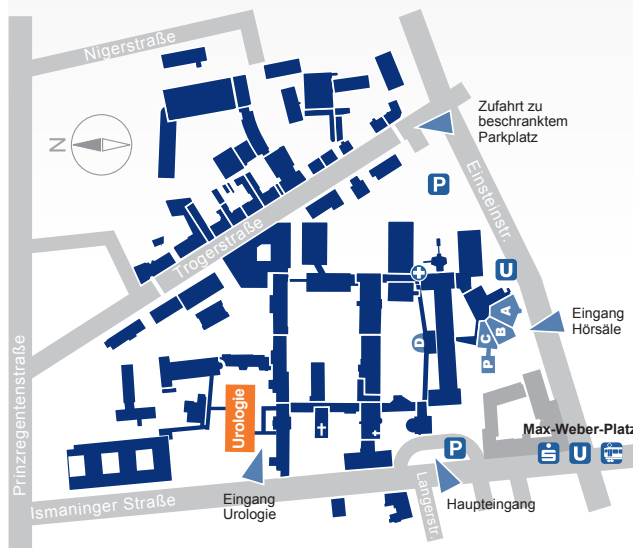 Nigerstraße
N
Zufahrt zu
beschranktem
Parkplatz
P
Einsteinstr.
Trogerstraße
U
A
B
C
P
D
Eingang
Hörsäle
Prinzregentenstraße
Urologie
Max-Weber-Platz
P
U
Eingang
Urologie
Haupteingang
Ismaninger Straße
Langerstr.